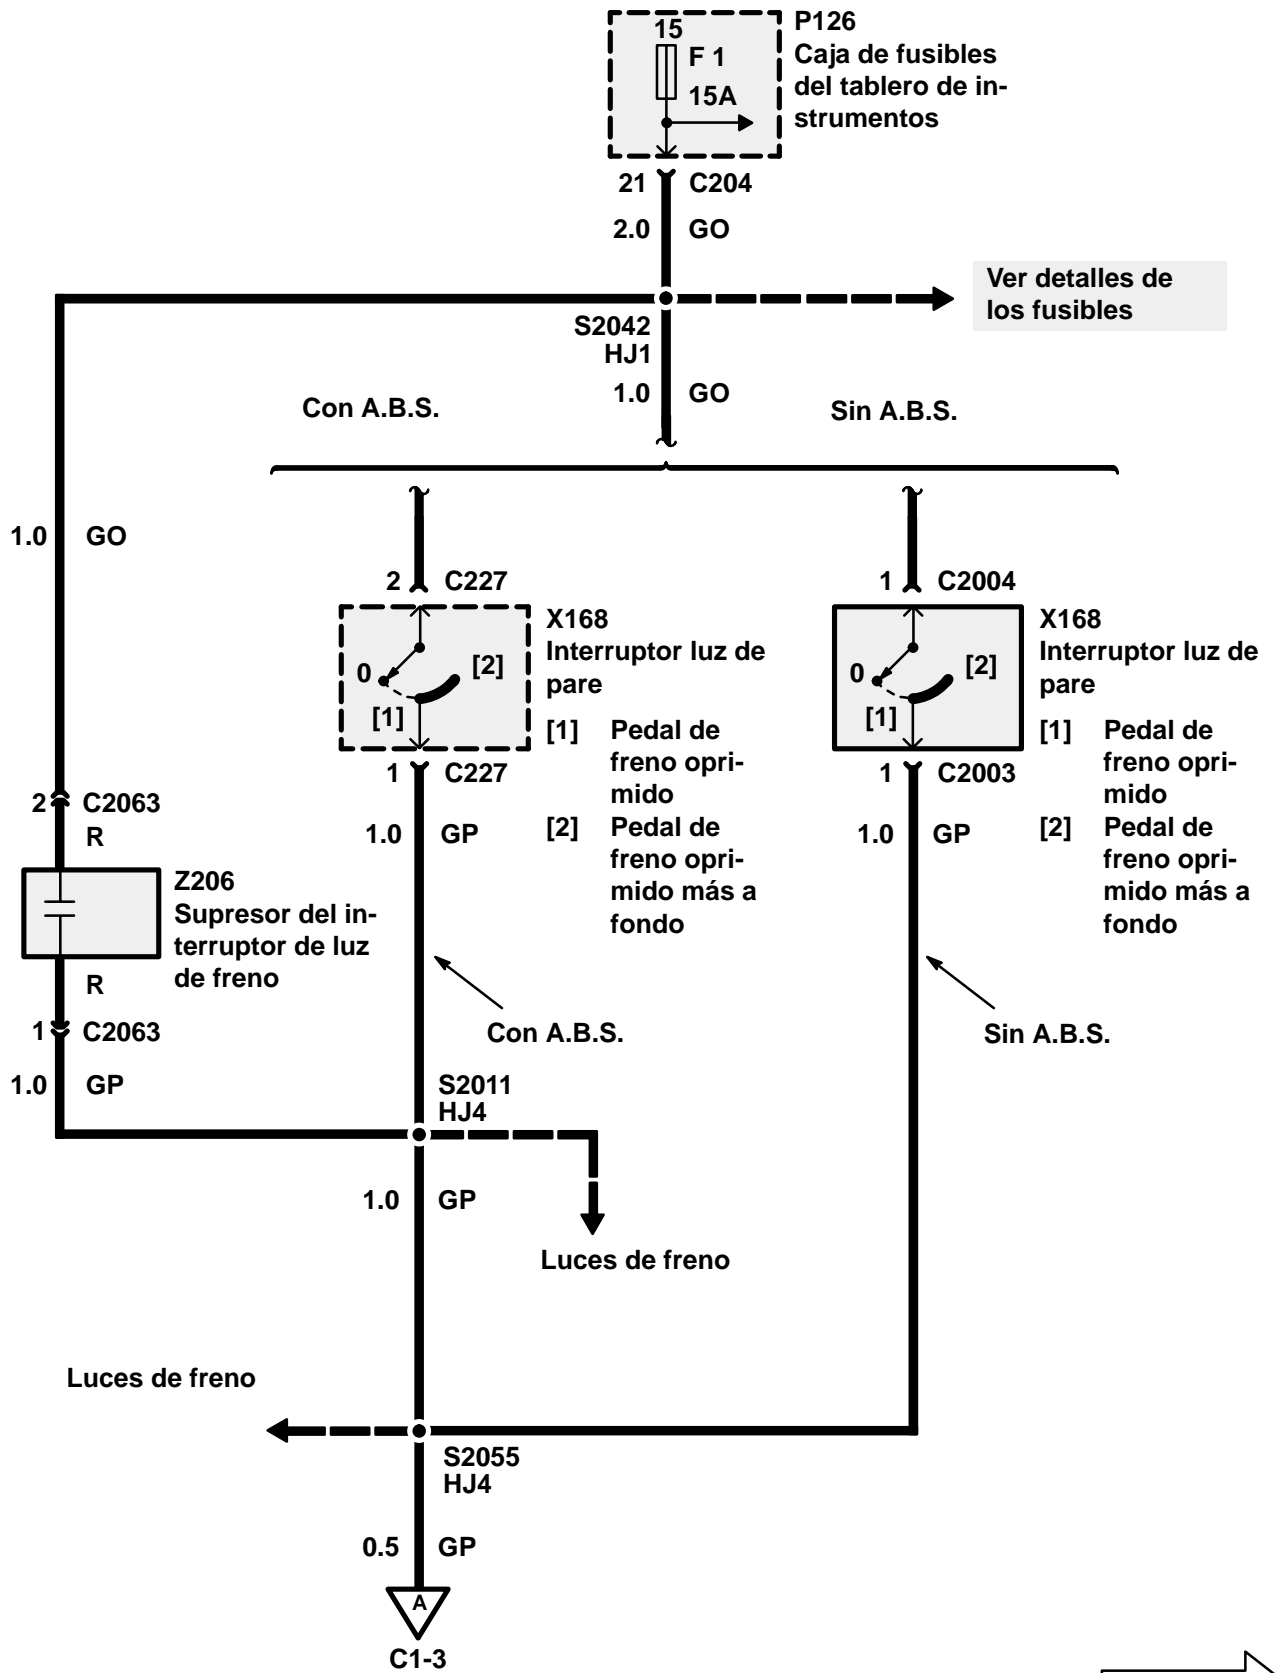 15
F 1
15A
P126
Caja de fusibles
del tablero de in-
strumentos
21 C204
2.0 GO
Ver detalles de
los fusibles
S2042
HJ1
1.0 GO
Con A.B.S.
Sin A.B.S.
1.0 GO
2 C227
0
[2]
[1]
X168
Interruptor luz de
pare
[1] Pedal de
freno opri-
mido
[2] Pedal de
freno opri-
mido más a
fondo
1 C227
1.0 GP
1 C2004
0
[2]
[1]
X168
Interruptor luz de
pare
[1] Pedal de
freno opri-
mido
[2] Pedal de
freno opri-
mido más a
fondo
1 C2003
1.0 GP
2 C2063
R
Z206
Supresor del in-
terruptor de luz
de freno
R
1 C2063
1.0 GP
Con A.B.S.
Sin A.B.S.
S2011
HJ4
1.0 GP
Luces de freno
Luces de freno
S2055
HJ4
0.5 GP
A
C1-3